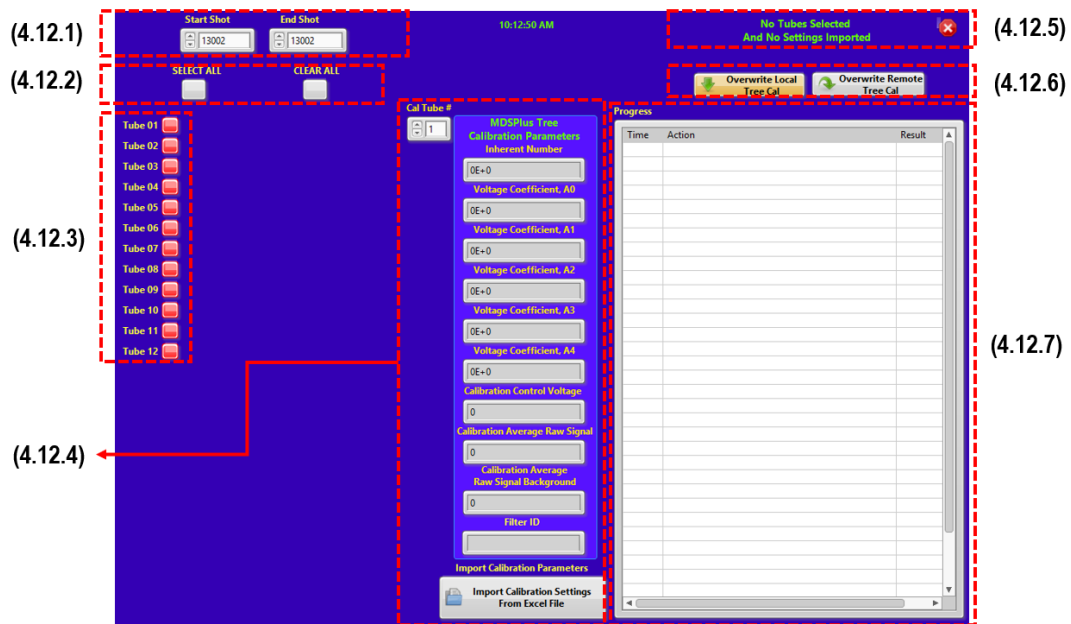 (4.12.1)
Start Shot
End Shot
13002
13002
10:12:50 AM
No Tubes Selected
And No Settings Imported
(4.12.5)
(4.12.2)
SELECT ALL
CLEAR ALL
Overwrite Local
Tree Cal
Overwrite Remote
Tree Cal
(4.12.6)
(4.12.3)
Tube 01
Tube 02
Tube 03
Tube 04
Tube 05
Tube 06
Tube 07
Tube 08
Tube 09
Tube 10
Tube 11
Tube 12
(4.12.4)
Cal Tube #
1
MDSPlus Tree
Calibration Parameters
Inherent Number
0E+0
Voltage Coefficient, A0
0E+0
Voltage Coefficient, A1
0E+0
Voltage Coefficient, A2
0E+0
Voltage Coefficient, A3
0E+0
Voltage Coefficient, A4
0E+0
Calibration Control Voltage
0
Calibration Average Raw Signal
0
Calibration Average
Raw Signal Background
0
Filter ID
Import Calibration Parameters
Import Calibration Settings
From Excel File
Progress
Time Action Result
(4.12.7)